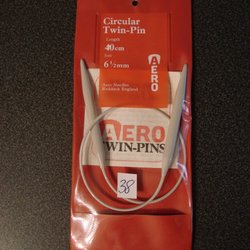 Circular
Twin-Pin
Length
40cm
Size
6½mm
Aero Needles
Redditch England
AERO
AERO
TWIN-PINS
38